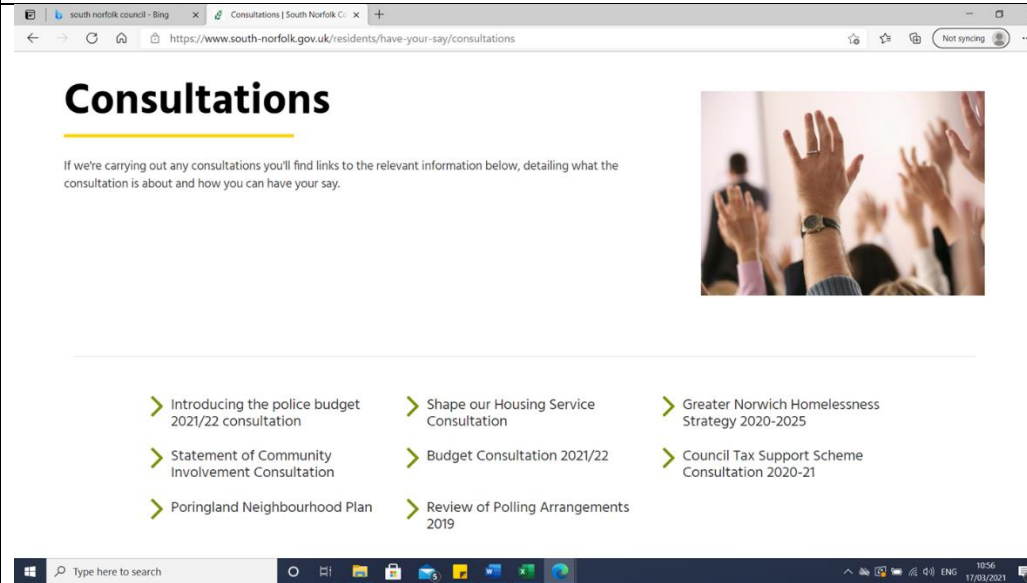 south norfolk council - Bing
Consultations | South Norfolk Co
https://www.south-norfolk.gov.uk/residents/have-your-say/consultations
Not syncing
Consultations
If we're carrying out any consultations you'll find links to the relevant information below, detailing what the
consultation is about and how you can have your say.
Introducing the police budget
2021/22 consultation
Shape our Housing Service
Consultation
Greater Norwich Homelessness
Strategy 2020-2025
Statement of Community
Involvement Consultation
Budget Consultation 2021/22
Council Tax Support Scheme
Consultation 2020-21
Poringland Neighbourhood Plan
Review of Polling Arrangements
2019
Type here to search
5
ENG
10:56
17/03/2021